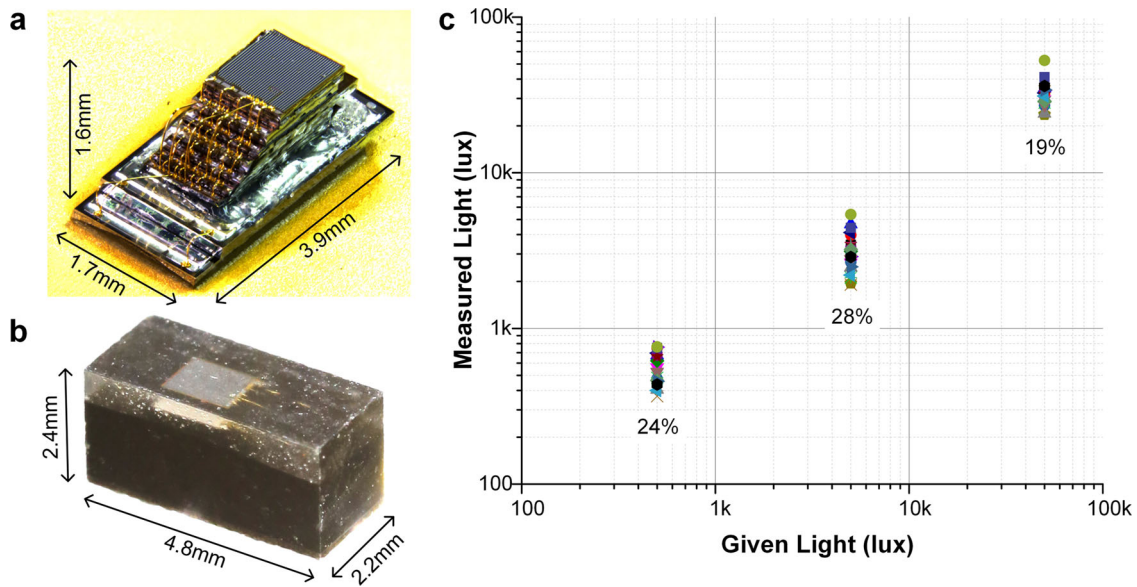 a
1.6mm
1.7mm
3.9mm
b
2.4mm
4.8mm
2.2mm
c
Measured Light (lux)
100k
10k
1k
100
24%
28%
19%
100
1k
10k
100k
Given Light (lux)